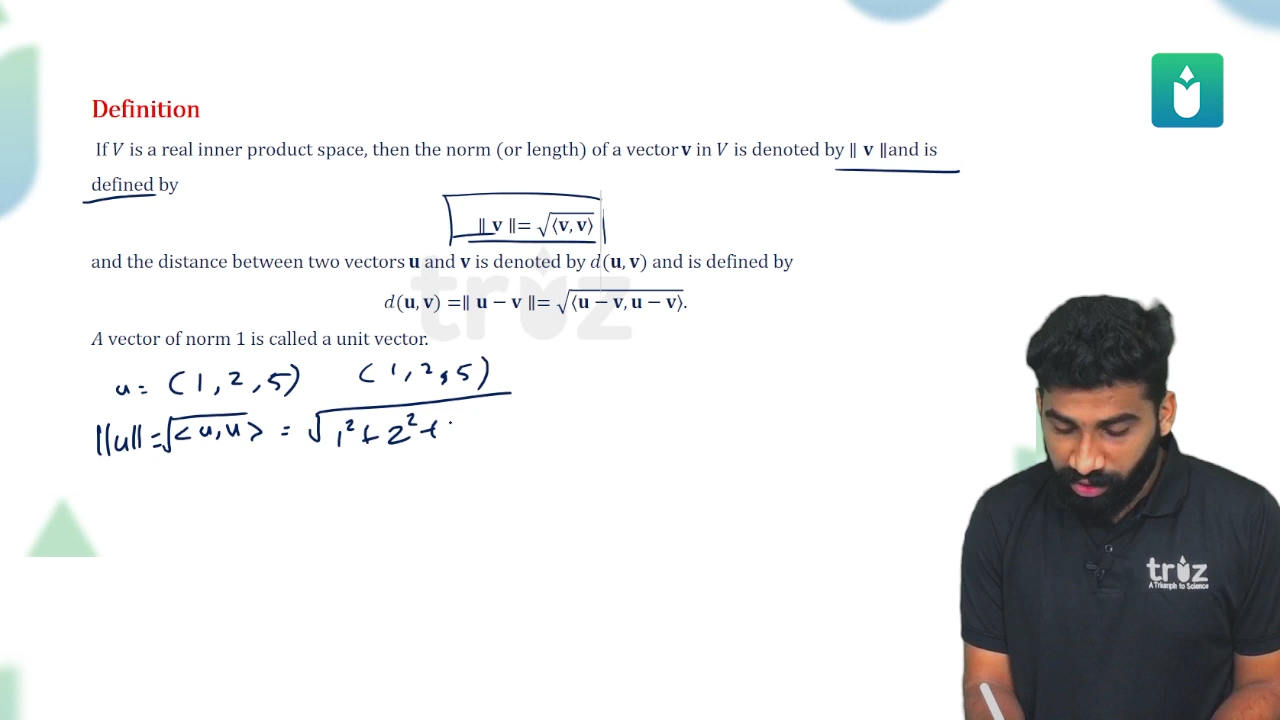 Definition
If V is a real inner product space, then the norm (or length) of a vector v in V is denoted by ∥ v ∥and is
defined by
∥ v ∥= √⟨v, v⟩
and the distance between two vectors u and v is denoted by d(u, v) and is defined by
d(u, v) =∥ u − v ∥= √⟨u − v, u − v⟩.
A vector of norm 1 is called a unit vector.
u = (1, 2, 5) (1, 2, 5)
||u|| = √<u, u> = √1² + 2² +
truz
truz
A Triumph to Science